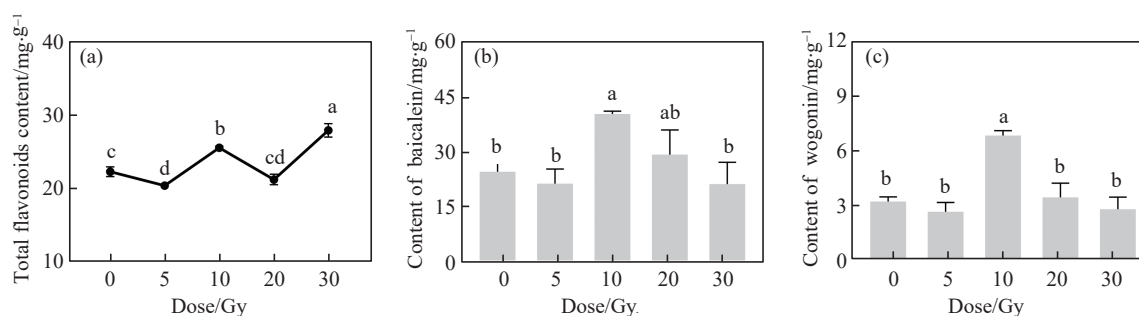 (a)
Total flavonoids content/mg·g⁻¹
40
30
20
10
c
d
b
cd
a
0 5 10 20 30
Dose/Gy
(b)
Content of baicalein/mg·g⁻¹
60
45
30
15
0
b
b
a
ab
b
0 5 10 20 30
Dose/Gy.
(c)
Content of wogonin/mg·g⁻¹
12
9
6
3
0
b
b
a
b
b
0 5 10 20 30
Dose/Gy